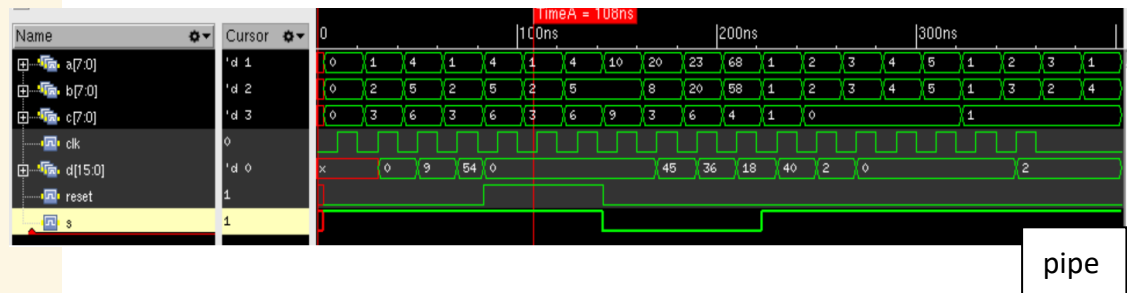 TimeA = 108ns
Name Cursor 0 100ns 200ns 300ns
a[7:0] 'd 1 0 1 4 1 4 1 4 10 20 23 68 1 2 3 4 5 1 2 3 1
b[7:0] 'd 2 0 2 5 2 5 2 5 8 20 58 1 2 3 4 5 1 3 2 4
c[7:0] 'd 3 0 3 6 3 6 3 6 9 3 6 4 1 0 1
clk 0
d[15:0] 'd 0 x 0 9 54 0 45 36 18 40 2 0 2
reset 1
s 1
pipe